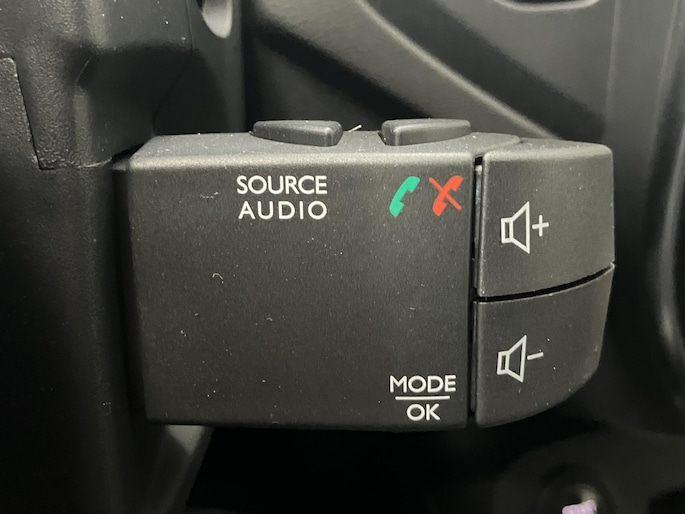 SOURCE
AUDIO
+
-
MODE
OK